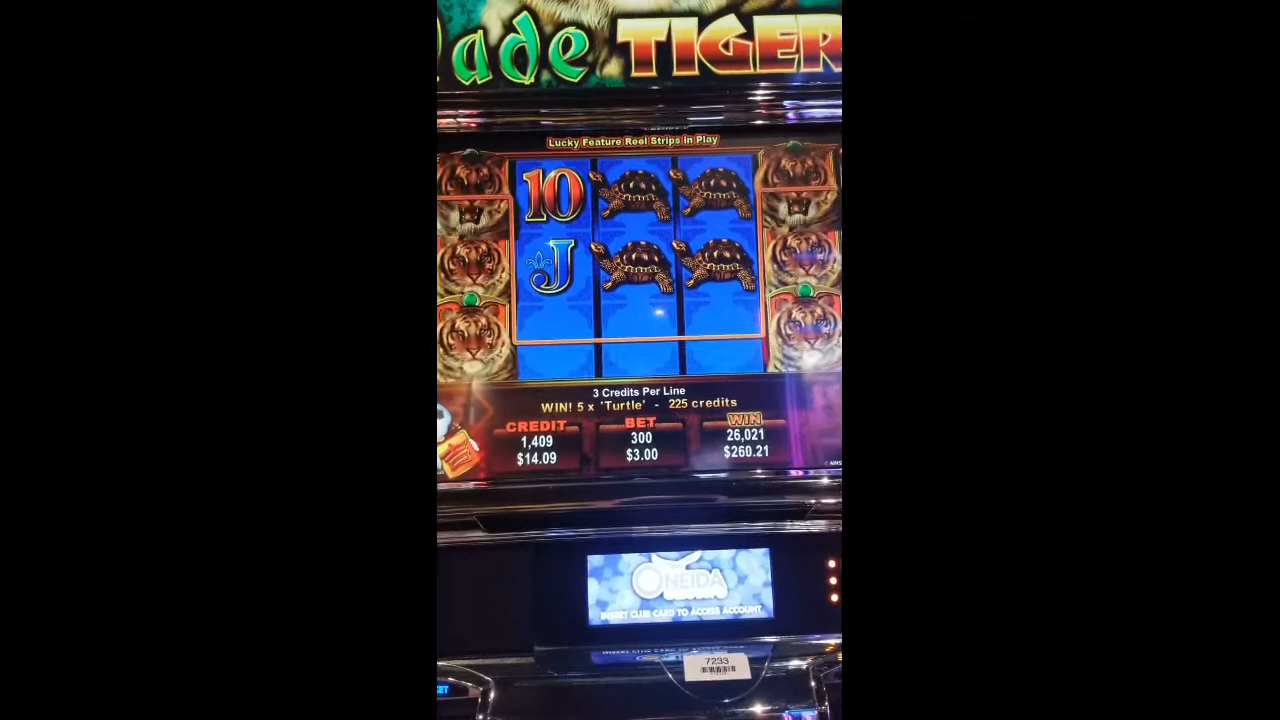 Jade TIGER
Lucky Feature Reel Strips In Play
10
J
3 Credits Per Line
WIN! 5 x 'Turtle' - 225 credits
CREDIT BET WIN
1,409 300 26,021
$14.09 $3.00 $260.21
ONEIDA
INSERT CLUB CARD TO ACCESS ACCOUNT
7233